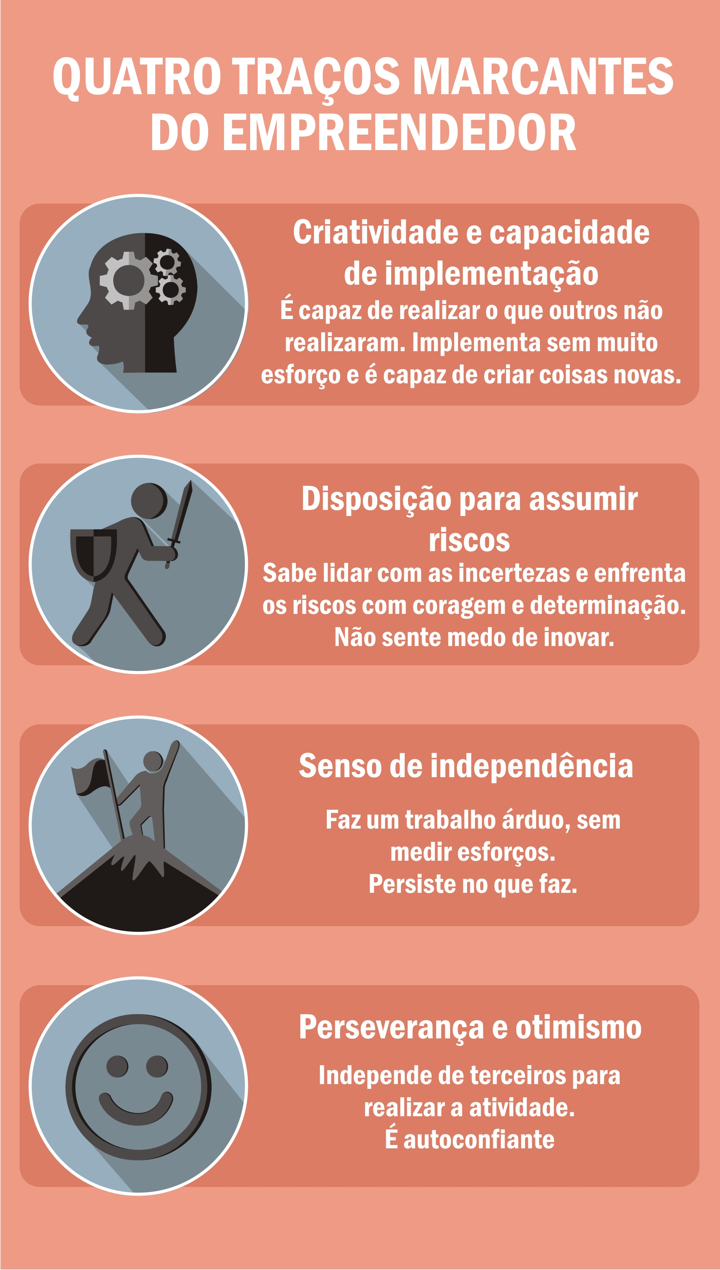 QUATRO TRAÇOS MARCANTES
DO EMPREENDEDOR
Criatividade e capacidade
de implementação
É capaz de realizar o que outros não
realizaram. Implementa sem muito
esforço e é capaz de criar coisas novas.
Disposição para assumir
riscos
Sabe lidar com as incertezas e enfrenta
os riscos com coragem e determinação.
Não sente medo de inovar.
Senso de independência
Faz um trabalho árduo, sem
medir esforços.
Persiste no que faz.
Perseverança e otimismo
Independe de terceiros para
realizar a atividade.
É autoconfiante